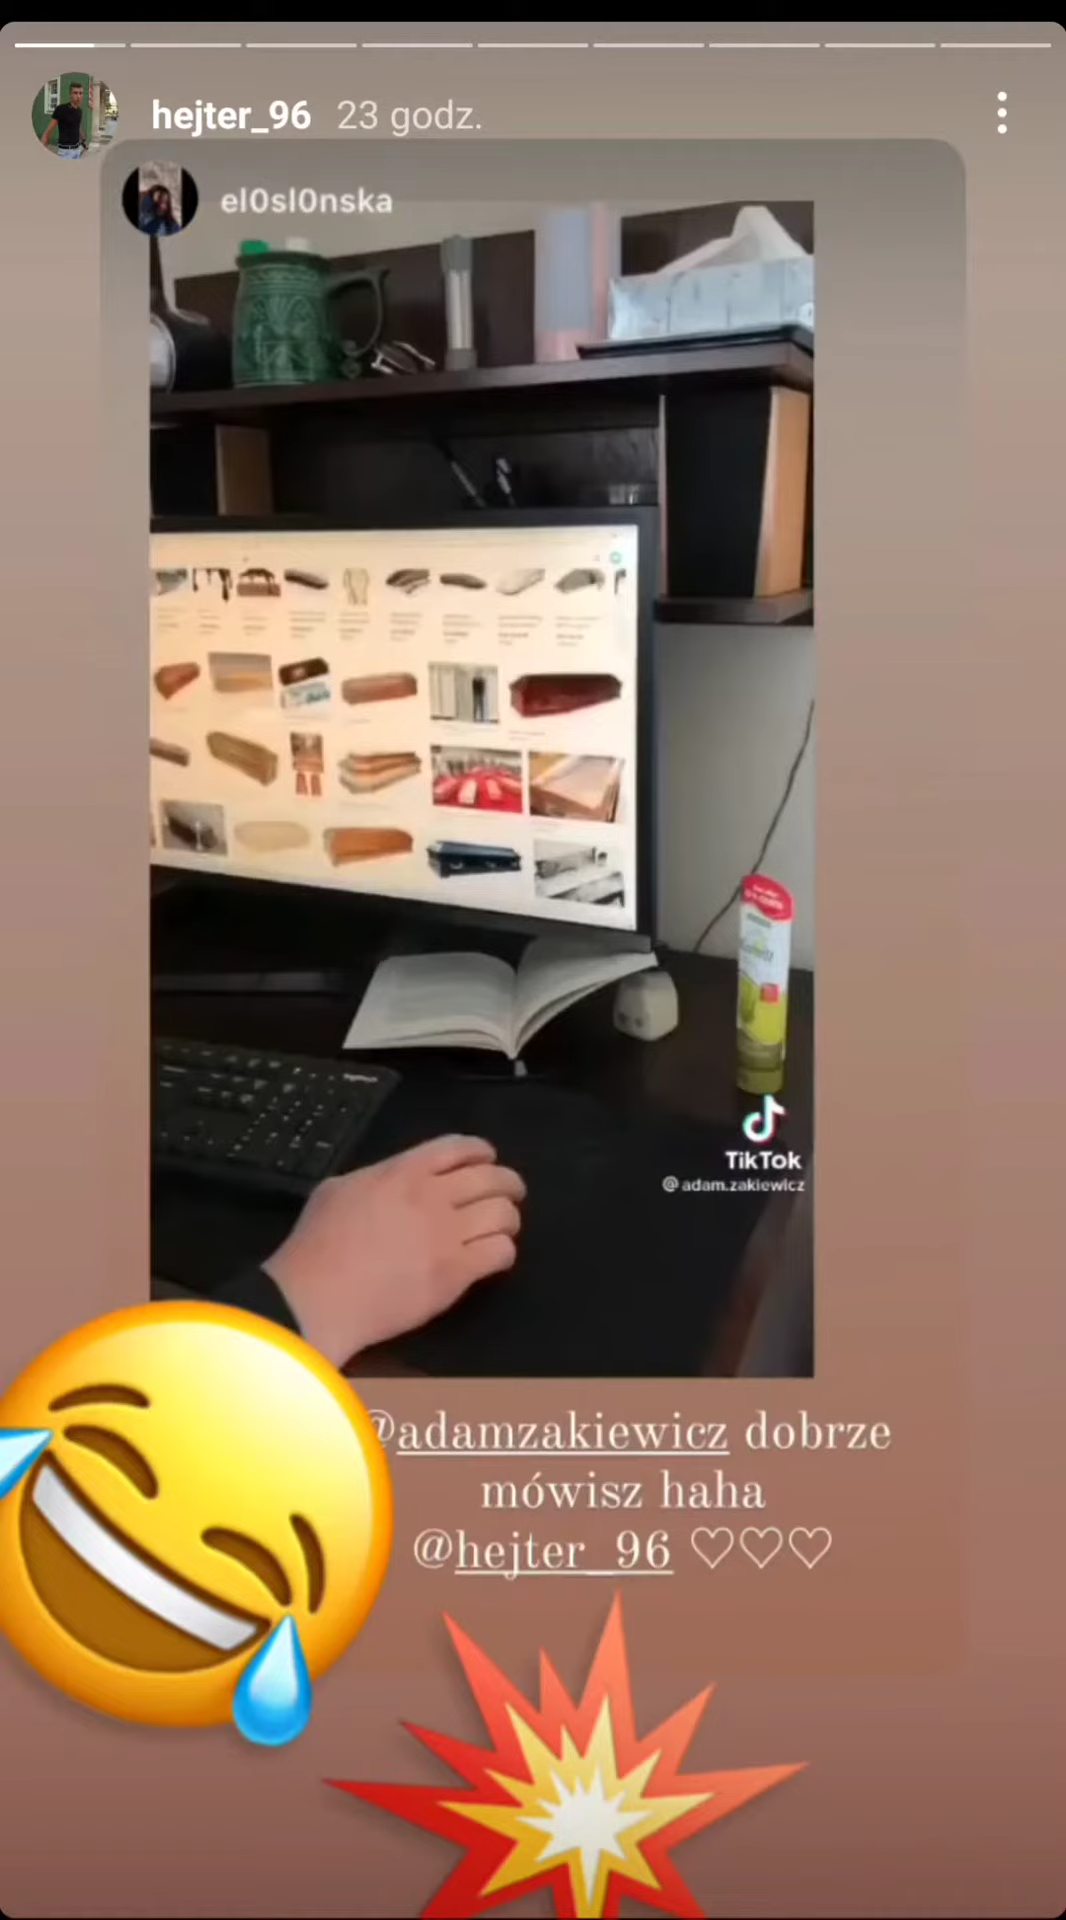 hejter_96 23 godz.
el0sl0nska
TikTok
@adam.zakiewicz
@adamzakiewicz dobrze
mówisz haha
@hejter_96 ♡♡♡